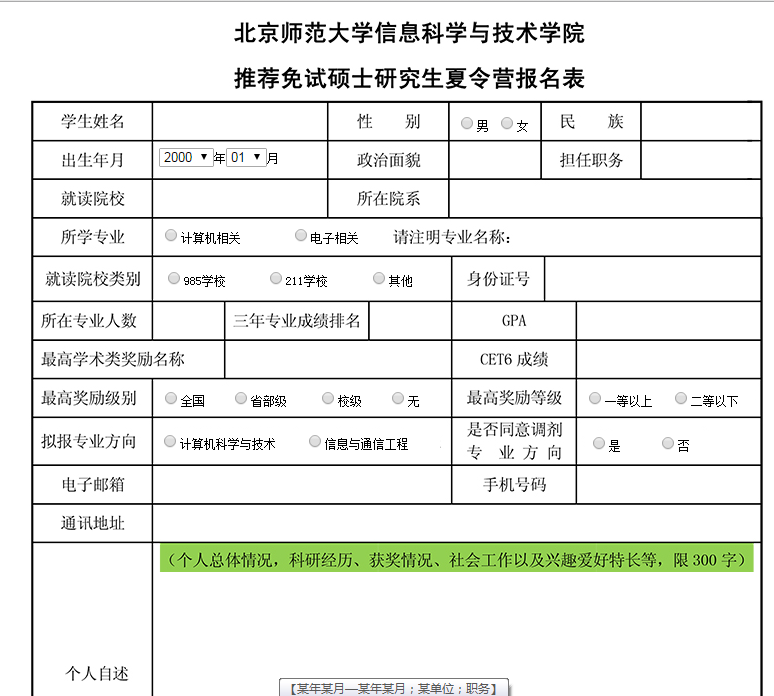 北京师范大学信息科学与技术学院
推荐免试硕士研究生夏令营报名表
学生姓名 性 别 男 女 民 族
出生年月 2000 年 01 月 政治面貌 担任职务
就读院校 所在院系
所学专业 计算机相关 电子相关 请注明专业名称：
就读院校类别 985学校 211学校 其他 身份证号
所在专业人数 三年专业成绩排名 GPA
最高学术类奖励名称 CET6 成绩
最高奖励级别 全国 省部级 校级 无 最高奖励等级 一等以上 二等以下
拟报专业方向 计算机科学与技术 信息与通信工程 是否同意调剂
专 业 方 向 是 否
电子邮箱 手机号码
通讯地址
（个人总体情况，科研经历、获奖情况、社会工作以及兴趣爱好特长等，限 300 字）
个人自述
【某年某月—某年某月；某单位；职务】